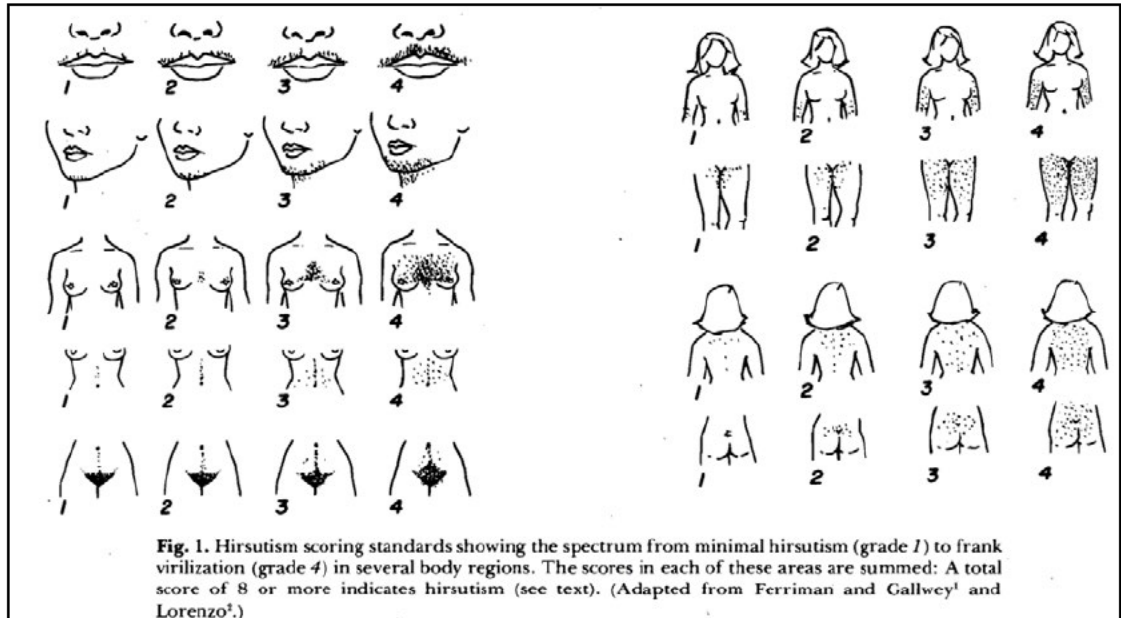 1 2 3 4
1 2 3 4
1 2 3 4
1 2 3 4
1 2 3 4
1 2 3 4
1 2 3 4
1 2 3 4
1 2 3 4
Fig. 1. Hirsutism scoring standards showing the spectrum from minimal hirsutism (grade 1) to frank
virilization (grade 4) in several body regions. The scores in each of these areas are summed: A total
score of 8 or more indicates hirsutism (see text). (Adapted from Ferriman and Gallwey¹ and
Lorenzo².)